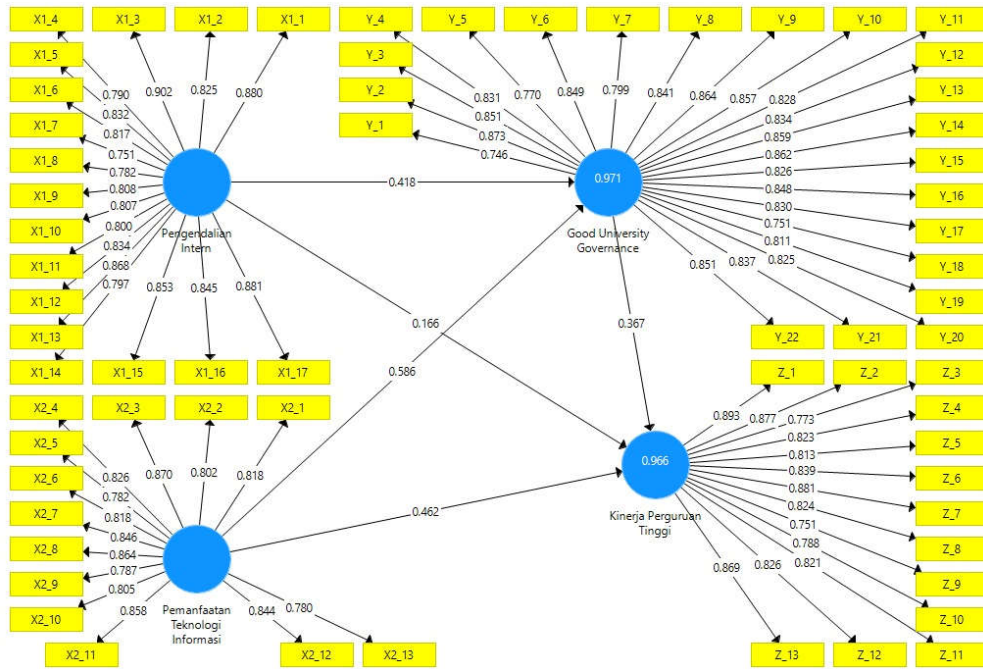 X1_4 X1_3 X1_2 X1_1 Y_4 Y_5 Y_6 Y_7 Y_8 Y_9 Y_10 Y_11
X1_5 Y_3 Y_12
X1_6 0.790 0.902 0.825 0.880 Y_2 0.831 0.770 0.849 0.799 0.841 0.864 0.857 0.828 Y_13
0.832 0.851 0.834
X1_7 0.817 Y_1 0.873 0.859 Y_14
0.751 0.746 0.862
X1_8 0.782 0.826 Y_15
X1_9 0.808 0.418 0.971 0.848 Y_16
0.807 0.830
X1_10 0.800 Pengendalian Good University 0.751 Y_17
0.834 Intern Governance 0.811
X1_11 0.868 0.851 0.837 0.825 Y_18
X1_12 0.797 0.853 0.845 0.881 Y_19
X1_13 0.166 0.367 Y_22 Y_21 Y_20
X1_14 X1_15 X1_16 X1_17 0.586 Z_1 Z_2 Z_3
X2_4 X2_3 X2_2 X2_1 0.893 0.877 0.773 Z_4
X2_5 0.823
0.813 Z_5
X2_6 0.826 0.870 0.802 0.818 0.966 0.839 Z_6
0.782 0.881
X2_7 0.818 0.462 Kinerja Perguruan 0.824 Z_7
0.846 Tinggi 0.751
X2_8 0.864 0.788 Z_8
X2_9 0.787 0.869 0.826 0.821 Z_9
0.805
X2_10 0.858 Pemanfaatan 0.844 0.780 Z_10
Teknologi
Informasi
X2_11 X2_12 X2_13 Z_13 Z_12 Z_11